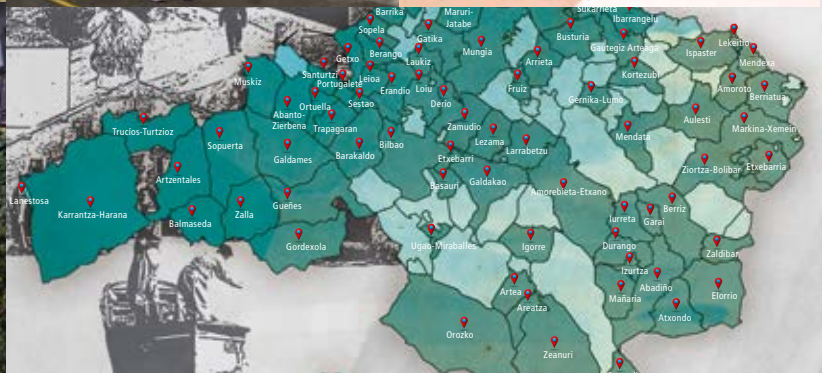 Barrika
Maruri-
Jatabe
Sukarrieta
Ibarrangelu
Sopela
Gatika
Busturia
Lekeitio
Berango
Mungia
Gautegiz Arteaga
Ispaster
Getxo
Laukiz
Arrieta
Mendexa
Muskiz
Santurtzi
Leioa
Kortezubi
Portugalete
Erandio
Loiu
Fruiz
Amoroto
Berriatua
Ortuella
Sestao
Derio
Gernika-Lumo
Abanto-
Zierbena
Trapagaran
Zamudio
Aulesti
Markina-Xemein
Trucios-Turtzioz
Sopuerta
Bilbao
Lezama
Larrabetzu
Mendata
Galdames
Barakaldo
Etxebarri
Ziortza-Bolibar
Etxebarria
Artzentales
Basauri
Galdakao
Amorebieta-Etxano
Lanestosa
Karrantza-Harana
Balmaseda
Zalla
Gueñes
Iurreta
Garai
Berriz
Gordexola
Ugao-Miraballes
Igorre
Durango
Zaldibar
Izurtza
Artea
Mañaria
Abadiño
Elorrio
Areatza
Atxondo
Orozko
Zeanuri